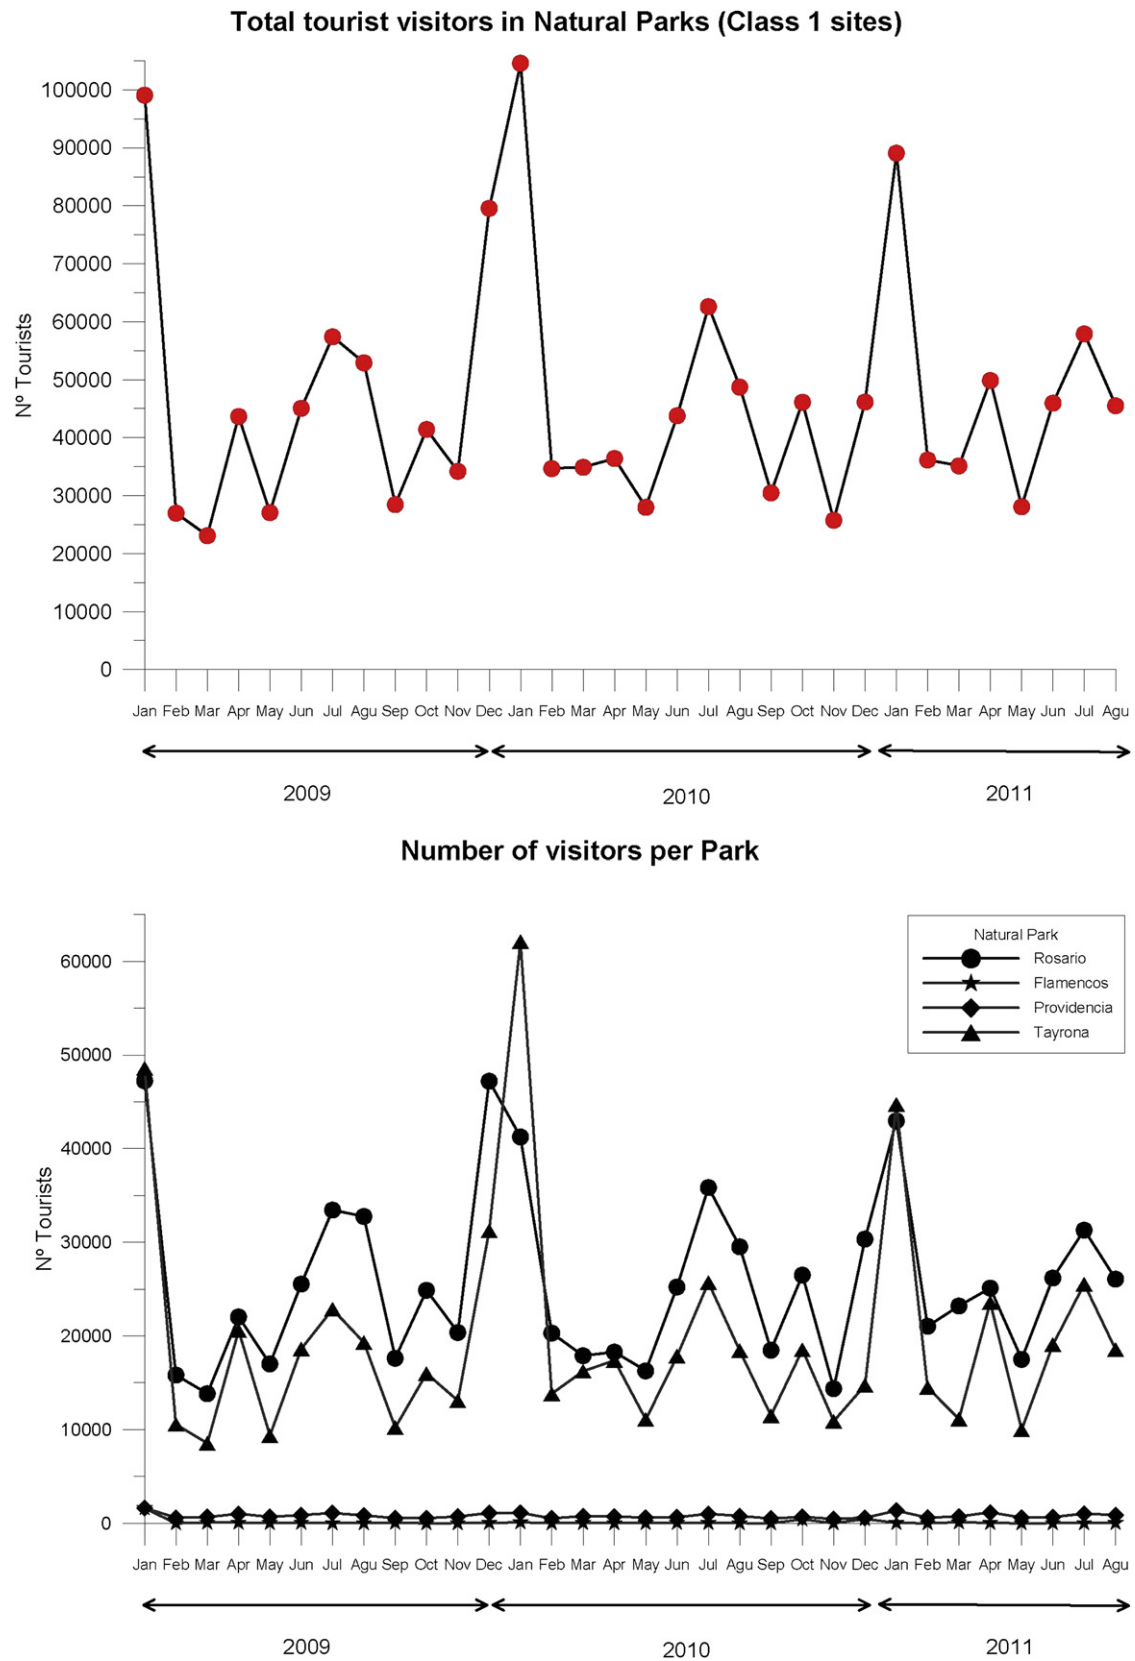 Total tourist visitors in Natural Parks (Class 1 sites)
100000
90000
80000
70000
60000
50000
40000
30000
20000
10000
0
Nº Tourists
Jan Feb Mar Apr May Jun Jul Agu Sep Oct Nov Dec Jan Feb Mar Apr May Jun Jul Agu Sep Oct Nov Dec Jan Feb Mar Apr May Jun Jul Agu
2009 2010 2011
Number of visitors per Park
Natural Park
Rosario
Flamencos
Providencia
Tayrona
60000
50000
40000
30000
20000
10000
0
Nº Tourists
Jan Feb Mar Apr May Jun Jul Agu Sep Oct Nov Dec Jan Feb Mar Apr May Jun Jul Agu Sep Oct Nov Dec Jan Feb Mar Apr May Jun Jul Agu
2009 2010 2011